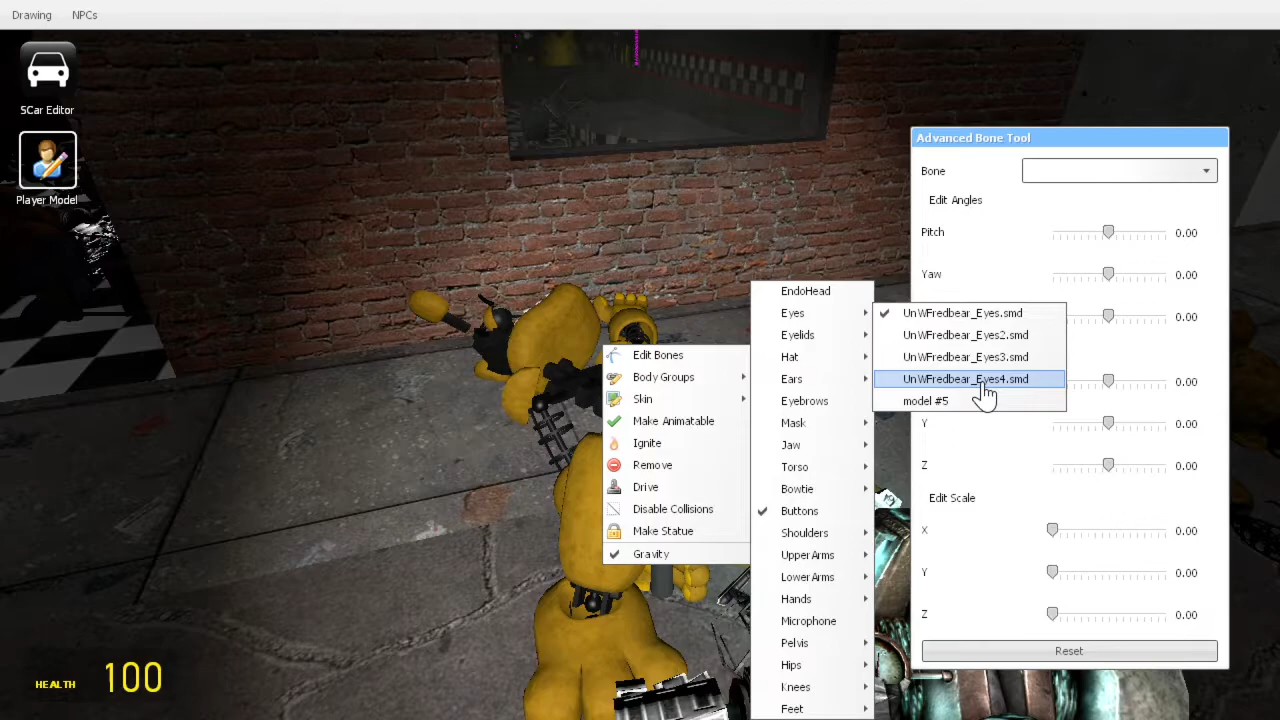 Drawing
NPCs
SCar Editor
Player Model
Advanced Bone Tool
Bone
Edit Angles
Pitch
0.00
Yaw
0.00
0.00
0.00
Y
0.00
Z
0.00
Edit Scale
X
0.00
Y
0.00
Z
0.00
Reset
Edit Bones
Body Groups
Skin
Make Animatable
Ignite
Remove
Drive
Disable Collisions
Make Statue
Gravity
EndoHead
Eyes
Eyelids
Hat
Ears
Eyebrows
Mask
Jaw
Torso
Bowtie
Buttons
Shoulders
UpperArms
LowerArms
Hands
Microphone
Pelvis
Hips
Knees
Feet
UnWFredbear_Eyes.smd
UnWFredbear_Eyes2.smd
UnWFredbear_Eyes3.smd
UnWFredbear_Eyes4.smd
model #5
HEALTH 100